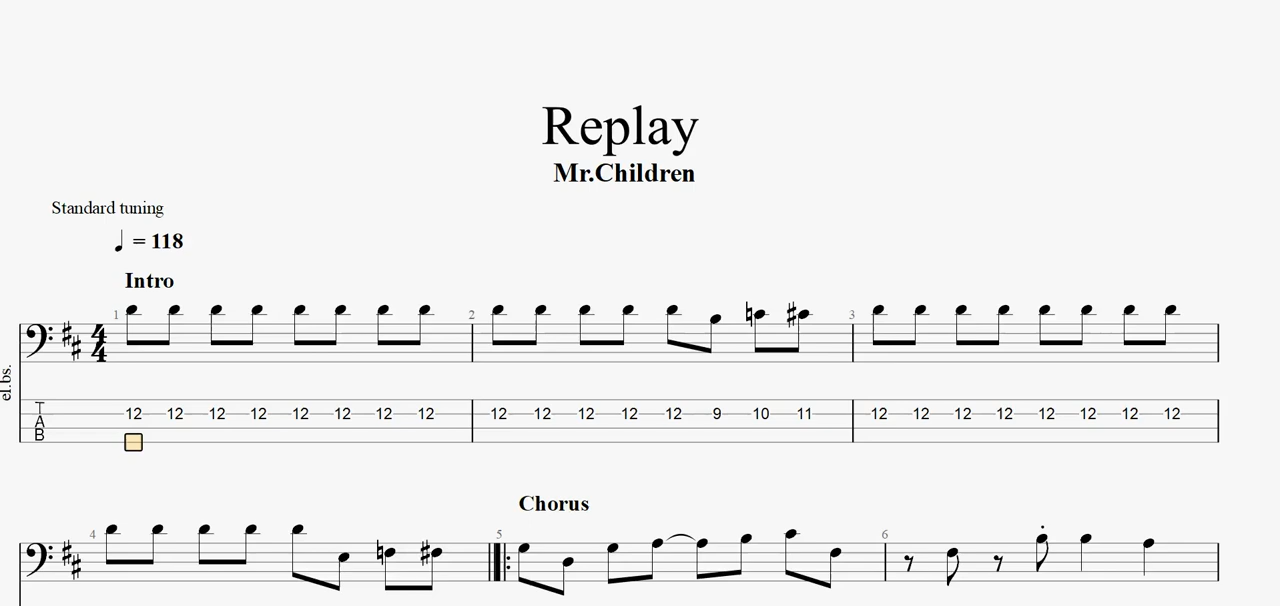 Replay
Mr.Children
Standard tuning
= 118
Intro
1 2 3
4 4
el.bs.
12 12 12 12 12 12 12 12 12 12 12 12 12 9 10 11 12 12 12 12 12 12 12 12
T
A
B
Chorus
4 5 6